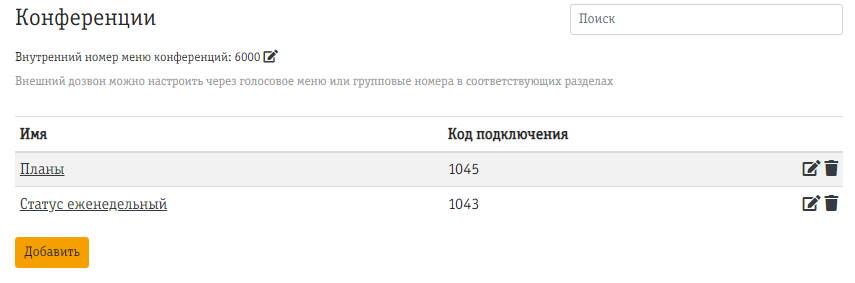 Конференции
Поиск
Внутренний номер меню конференций: 6000
Внешний дозвон можно настроить через голосовое меню или групповые номера в соответствующих разделах
Имя Код подключения
Планы 1045
Статус еженедельный 1043
Добавить